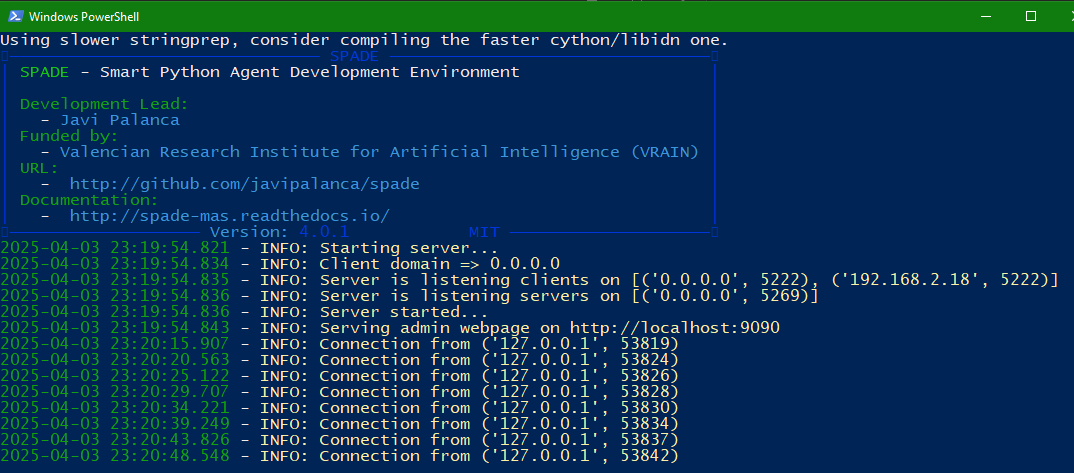 Windows PowerShell
Using slower stringprep, consider compiling the faster cython/libidn one.
SPADE
SPADE - Smart Python Agent Development Environment
Development Lead:
- Javi Palanca
Funded by:
- Valencian Research Institute for Artificial Intelligence (VRAIN)
URL:
- http://github.com/javipalanca/spade
Documentation:
- http://spade-mas.readthedocs.io/
Version: 4.0.1 MIT
2025-04-03 23:19:54.821 - INFO: Starting server...
2025-04-03 23:19:54.834 - INFO: Client domain => 0.0.0.0
2025-04-03 23:19:54.835 - INFO: Server is listening clients on [('0.0.0.0', 5222), ('192.168.2.18', 5222)]
2025-04-03 23:19:54.836 - INFO: Server is listening servers on [('0.0.0.0', 5269)]
2025-04-03 23:19:54.836 - INFO: Server started...
2025-04-03 23:19:54.843 - INFO: Serving admin webpage on http://localhost:9090
2025-04-03 23:20:15.907 - INFO: Connection from ('127.0.0.1', 53819)
2025-04-03 23:20:20.563 - INFO: Connection from ('127.0.0.1', 53824)
2025-04-03 23:20:25.122 - INFO: Connection from ('127.0.0.1', 53826)
2025-04-03 23:20:29.707 - INFO: Connection from ('127.0.0.1', 53828)
2025-04-03 23:20:34.221 - INFO: Connection from ('127.0.0.1', 53830)
2025-04-03 23:20:39.249 - INFO: Connection from ('127.0.0.1', 53834)
2025-04-03 23:20:43.826 - INFO: Connection from ('127.0.0.1', 53837)
2025-04-03 23:20:48.548 - INFO: Connection from ('127.0.0.1', 53842)